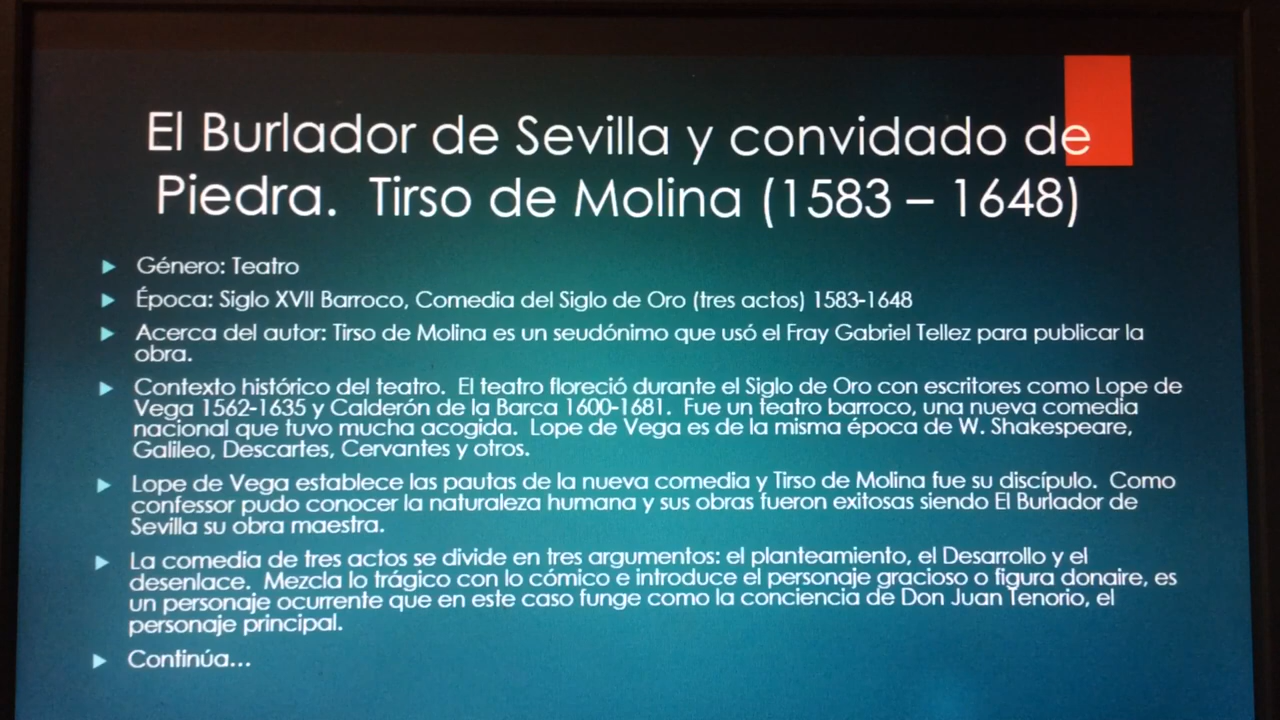 El Burlador de Sevilla y convidado de
Piedra.  Tirso de Molina (1583 – 1648)
Género: Teatro
Época: Siglo XVII Barroco, Comedia del Siglo de Oro (tres actos) 1583-1648
Acerca del autor: Tirso de Molina es un seudónimo que usó el Fray Gabriel Tellez para publicar la
obra.
Contexto histórico del teatro.  El teatro floreció durante el Siglo de Oro con escritores como Lope de
Vega 1562-1635 y Calderón de la Barca 1600-1681.  Fue un teatro barroco, una nueva comedia
nacional que tuvo mucha acogida.  Lope de Vega es de la misma época de W. Shakespeare,
Galileo, Descartes, Cervantes y otros.
Lope de Vega establece las pautas de la nueva comedia y Tirso de Molina fue su discípulo.  Como
confessor pudo conocer la naturaleza humana y sus obras fueron exitosas siendo El Burlador de
Sevilla su obra maestra.
La comedia de tres actos se divide en tres argumentos: el planteamiento, el Desarrollo y el
desenlace.  Mezcla lo trágico con lo cómico e introduce el personaje gracioso o figura donaire, es
un personaje ocurrente que en este caso funge como la conciencia de Don Juan Tenorio, el
personaje principal.
Continúa...